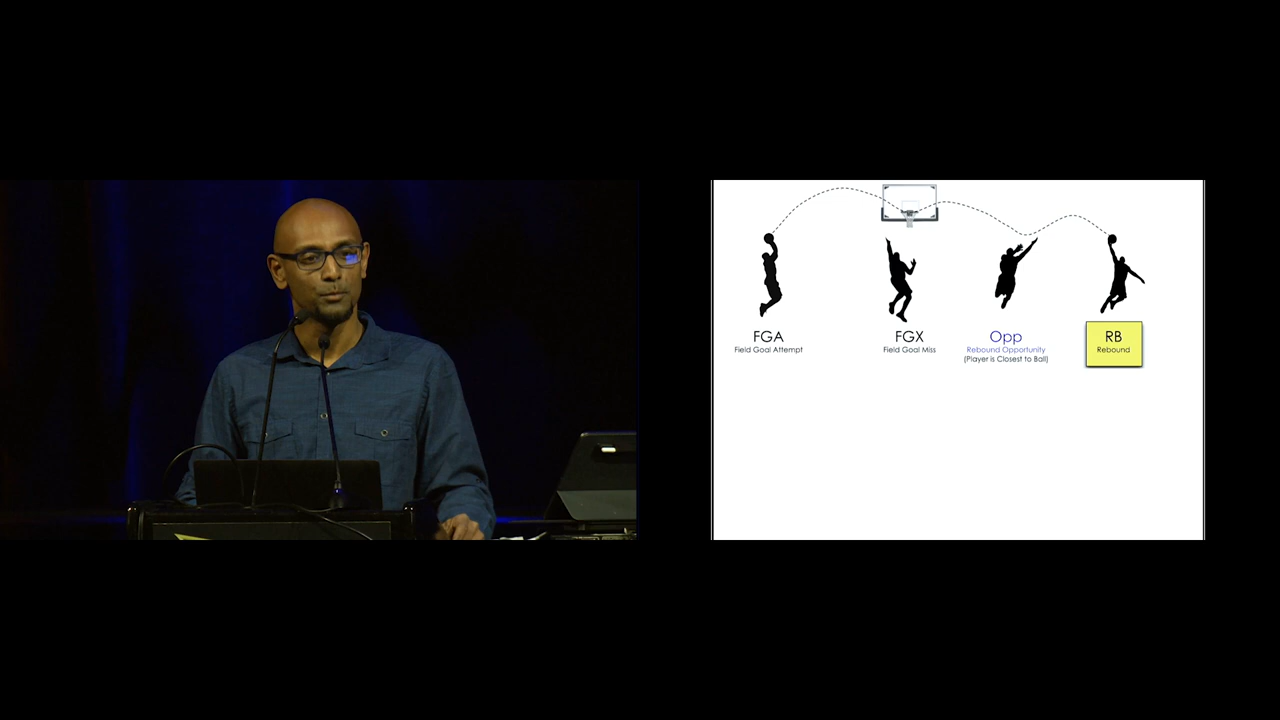 FGA
Field Goal Attempt
FGX
Field Goal Miss
Opp
Rebound Opportunity
(Player is Closest to Ball)
RB
Rebound